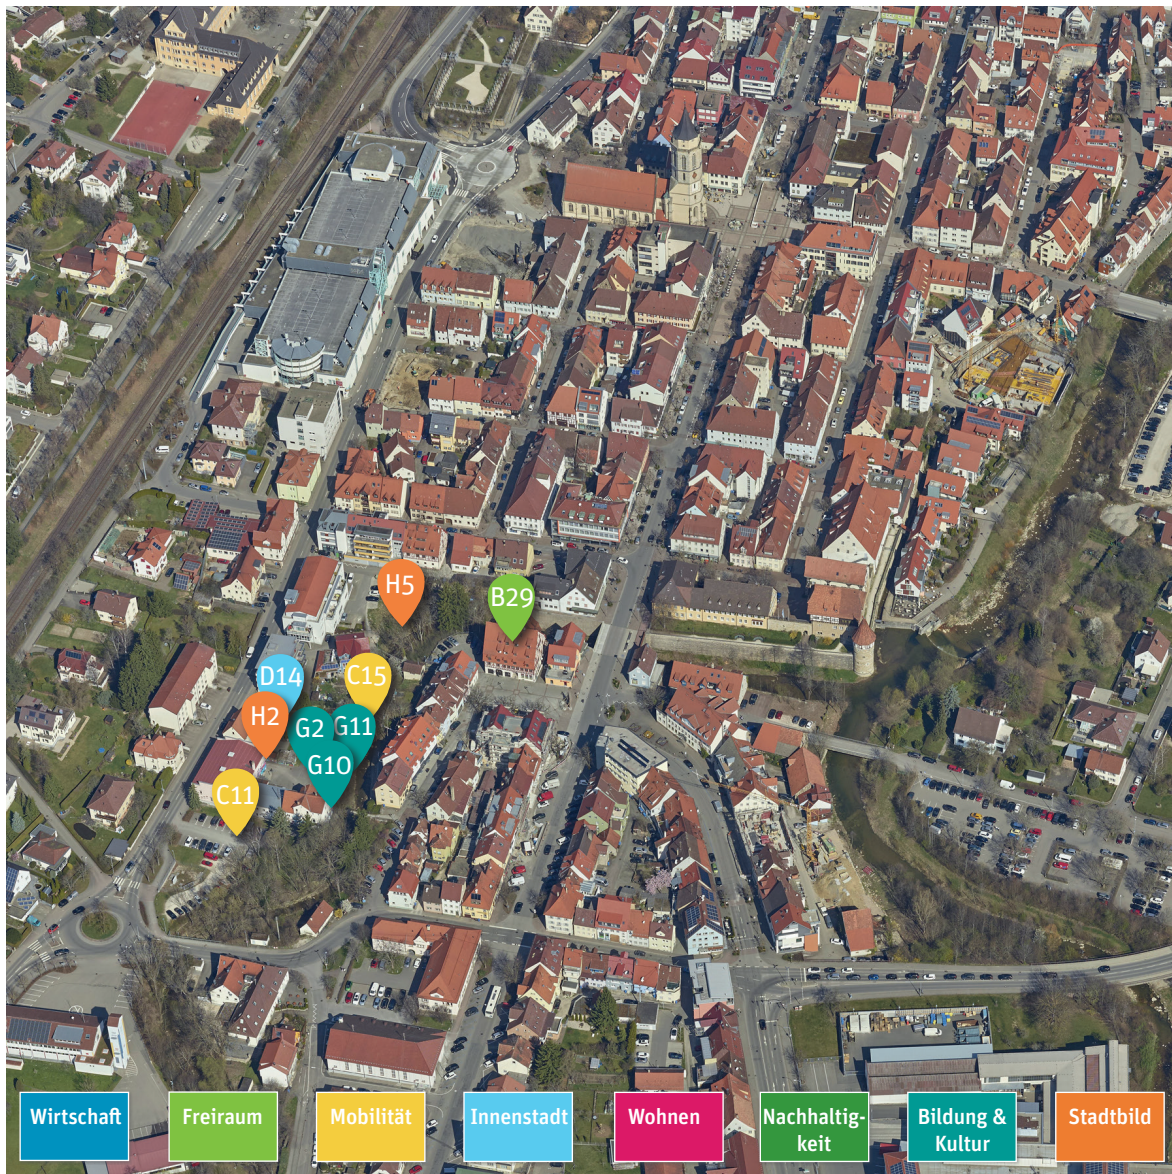 H5
B29
D14
C15
H2
G2
G11
G10
C11
Wirtschaft
Freiraum
Mobilität
Innenstadt
Wohnen
Nachhaltig-
keit
Bildung &
Kultur
Stadtbild